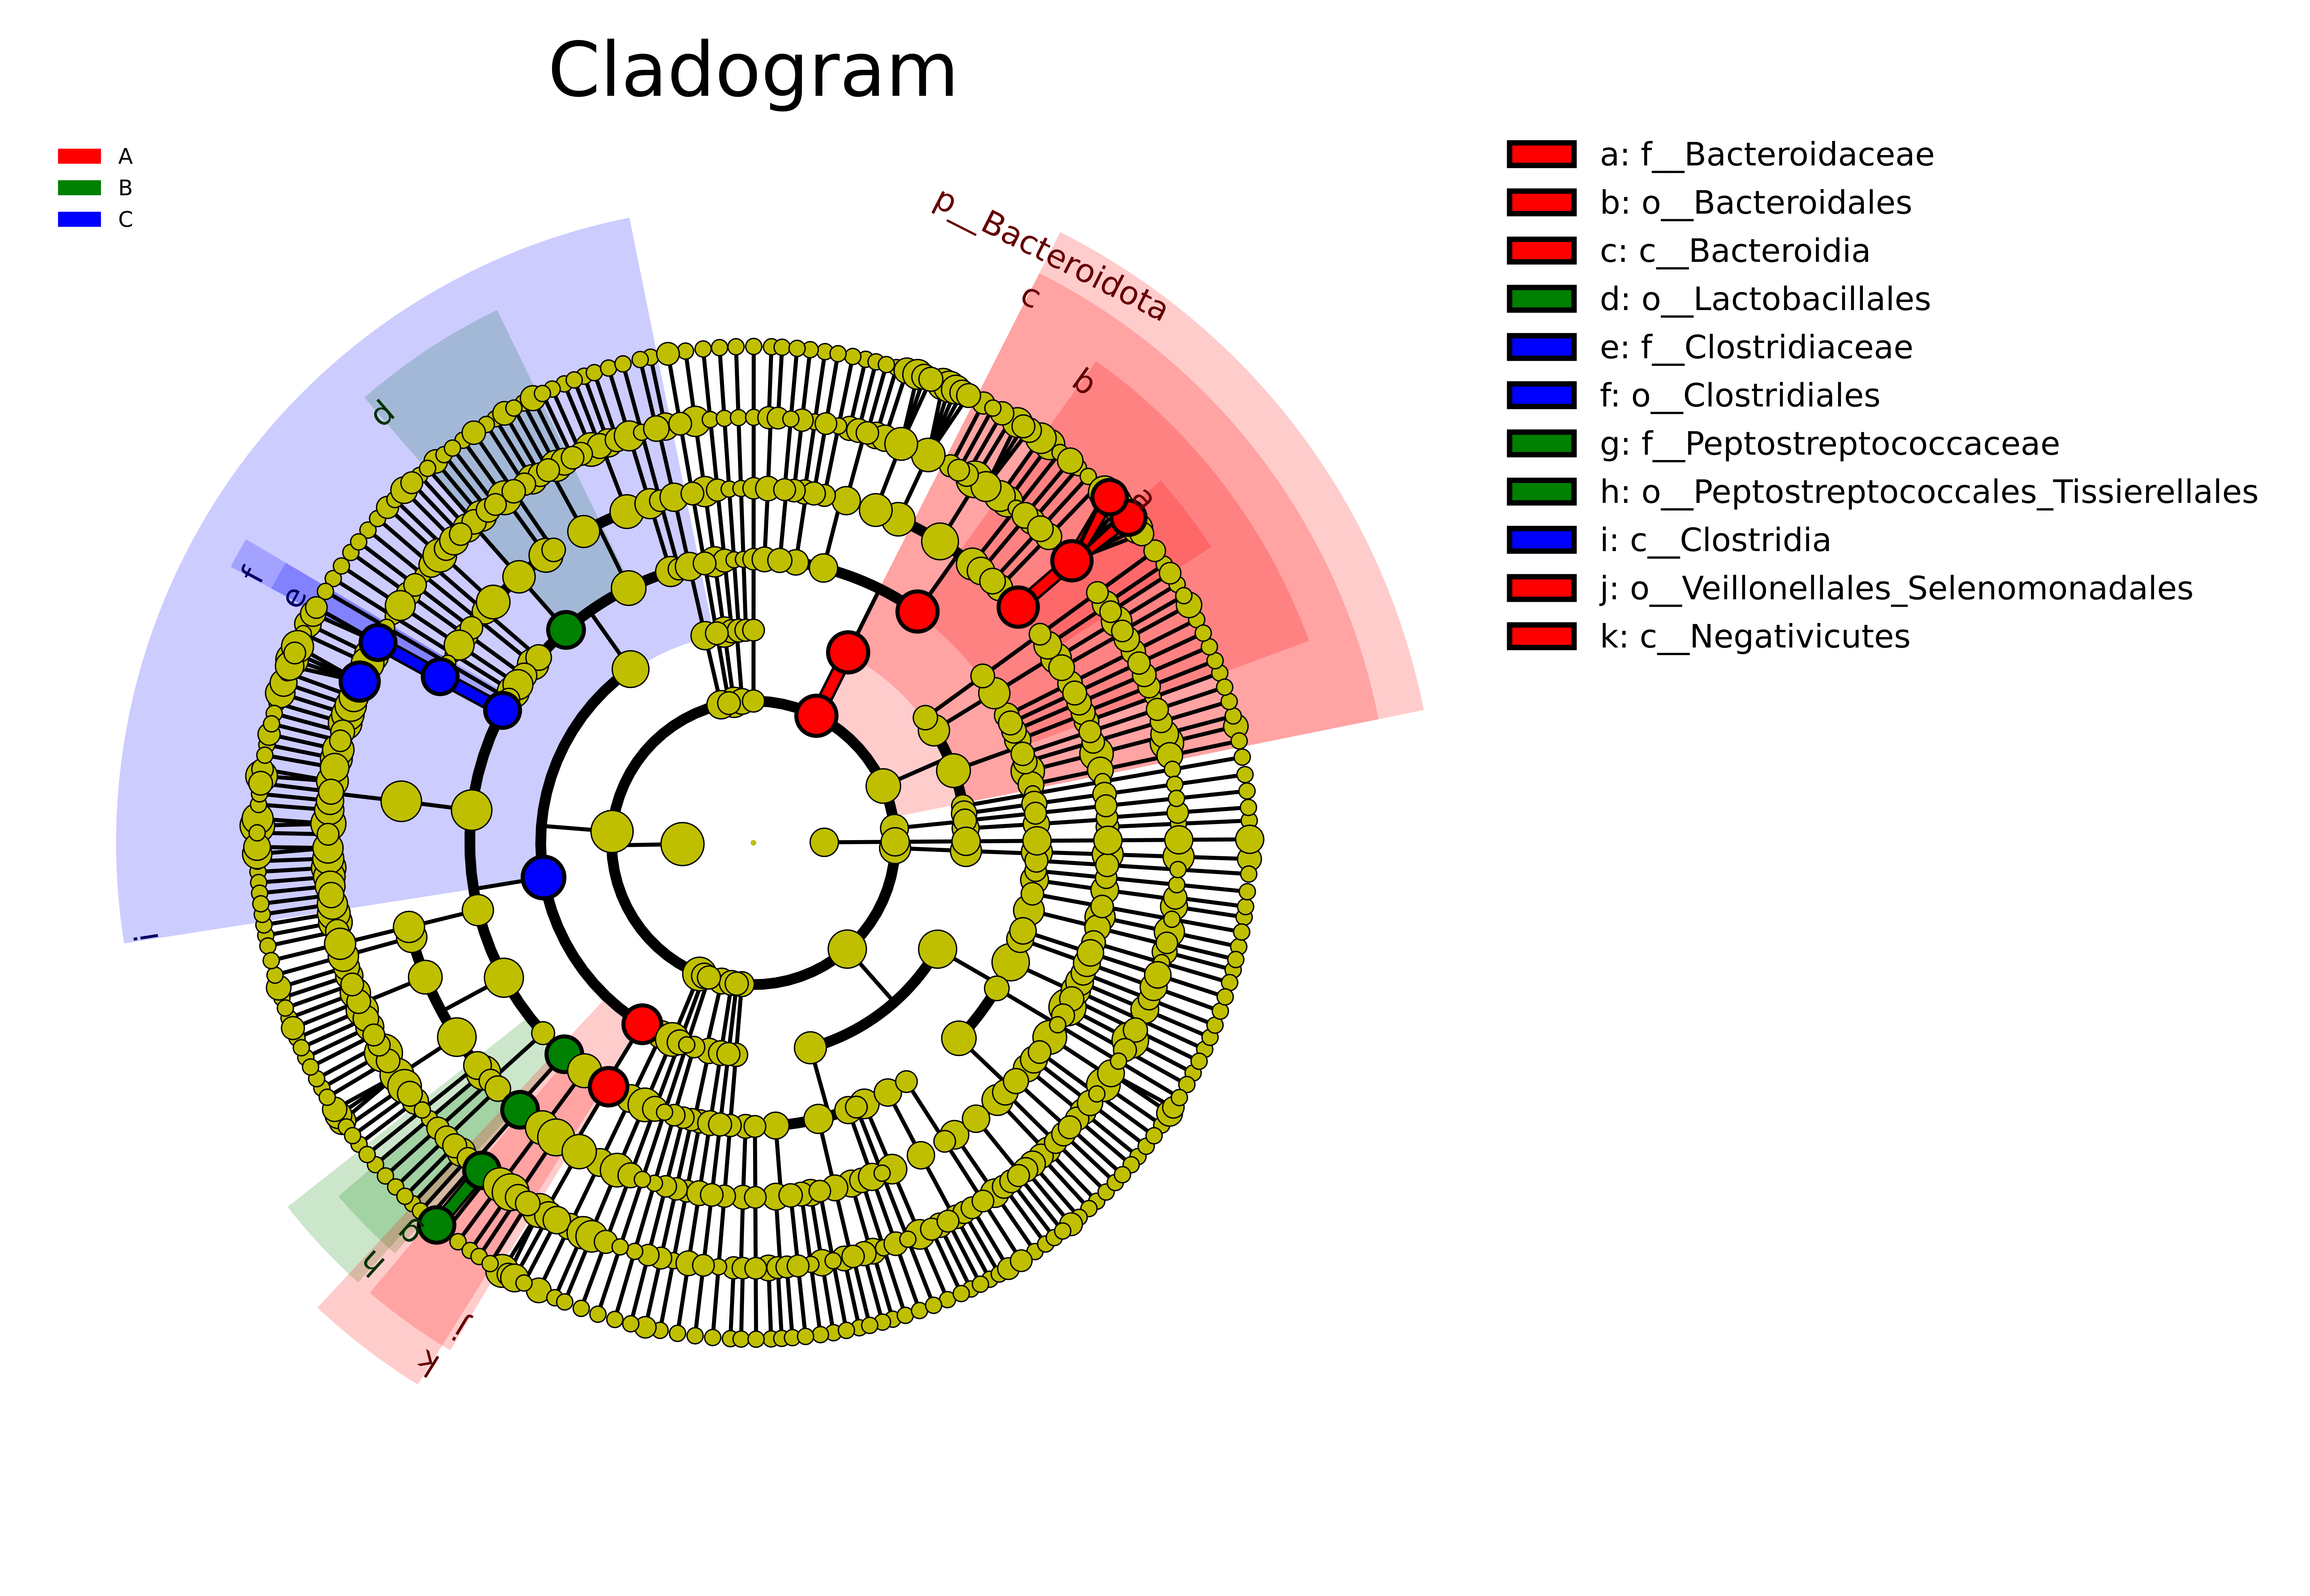 Cladogram
A
B
C
p__Bacteroidota
c
b
a
d
f
e
i
g
h
j
k
a: f__Bacteroidaceae
b: o__Bacteroidales
c: c__Bacteroidia
d: o__Lactobacillales
e: f__Clostridiaceae
f: o__Clostridiales
g: f__Peptostreptococcaceae
h: o__Peptostreptococcales_Tissierellales
i: c__Clostridia
j: o__Veillonellales_Selenomonadales
k: c__Negativicutes